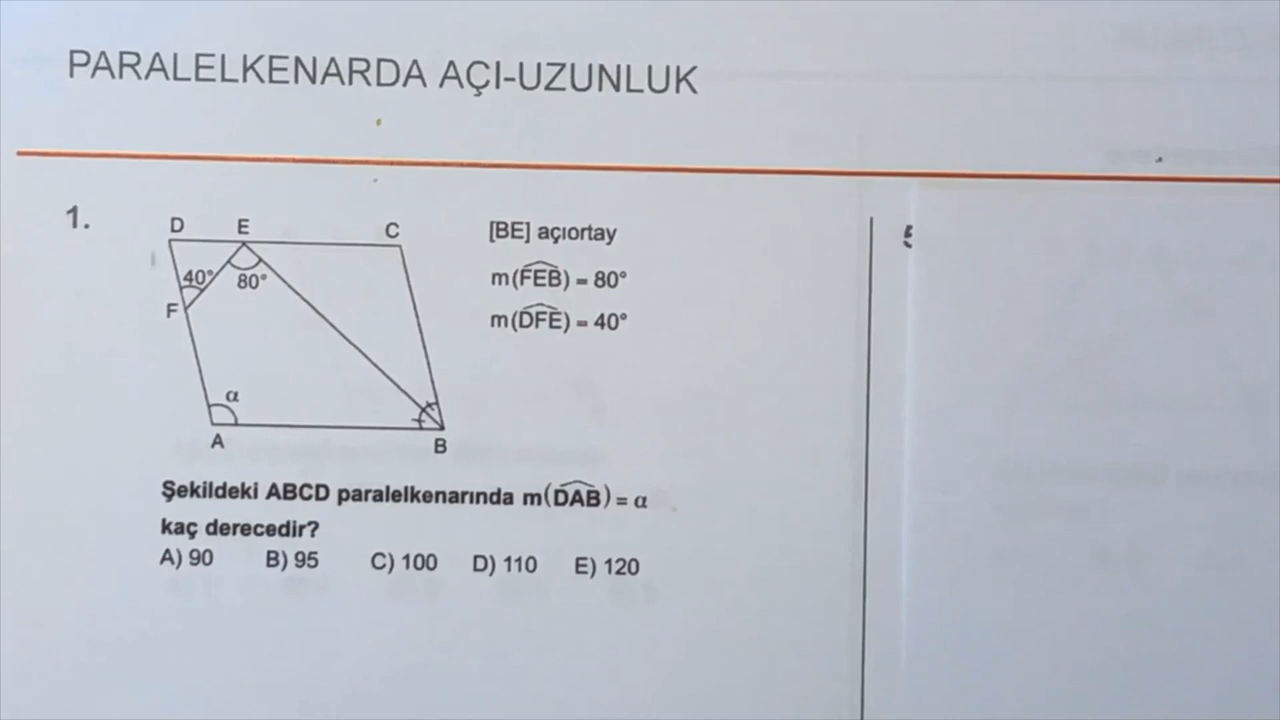 PARALELKENARDA AÇI-UZUNLUK
1.
D E C
[BE] açıortay
40° 80°
m(FEB) = 80°
F
m(DFE) = 40°
α
A B
Şekildeki ABCD paralelkenarında m(DAB) = α
kaç derecedir?
A) 90 B) 95 C) 100 D) 110 E) 120